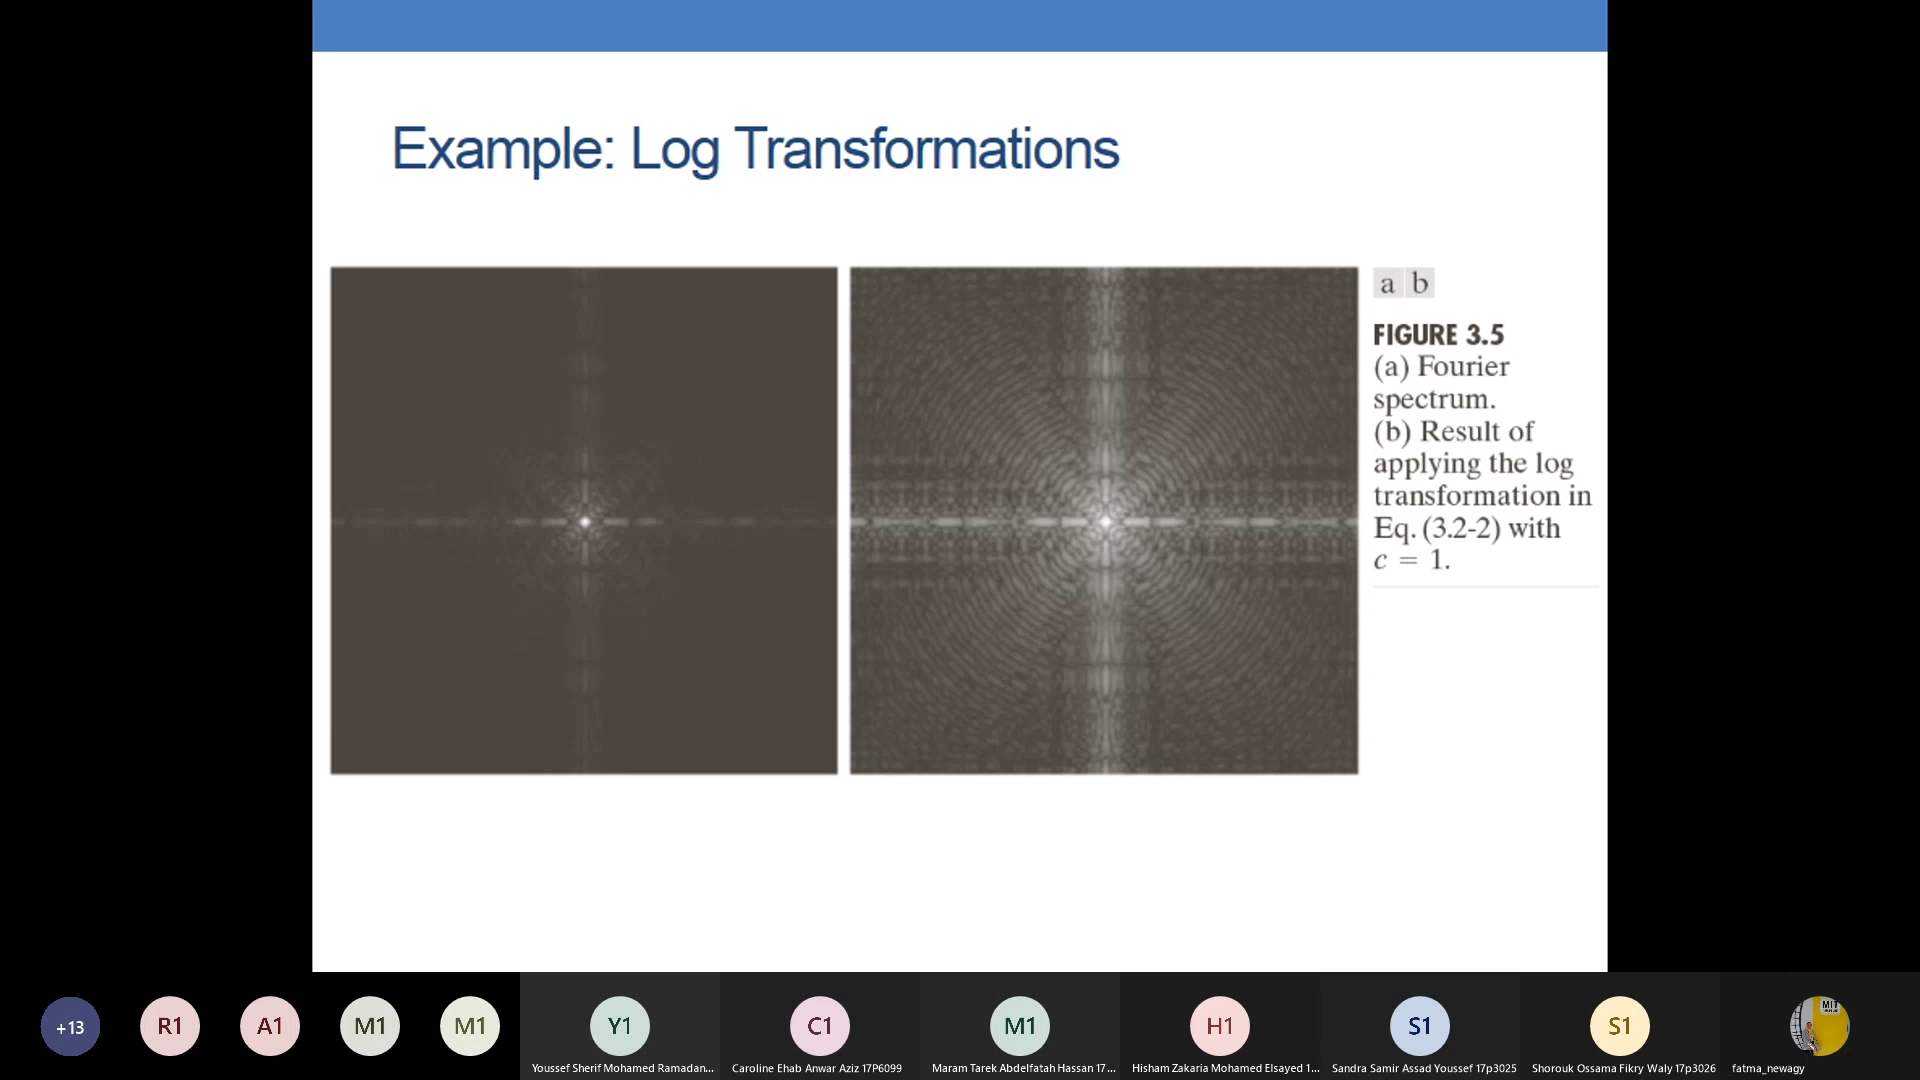 Example: Log Transformations
a b
FIGURE 3.5
(a) Fourier
spectrum.
(b) Result of
applying the log
transformation in
Eq. (3.2-2) with
c = 1.
+13
R1
A1
M1
M1
Y1
C1
M1
H1
S1
S1
MIT
Youssef Sherif Mohamed Ramadan...
Caroline Ehab Anwar Aziz 17P6099
Maram Tarek Abdelfatah Hassan 17...
Hisham Zakaria Mohamed Elsayed 1...
Sandra Samir Assad Youssef 17p3025
Shorouk Ossama Fikry Waly 17p3026
fatma_newagy